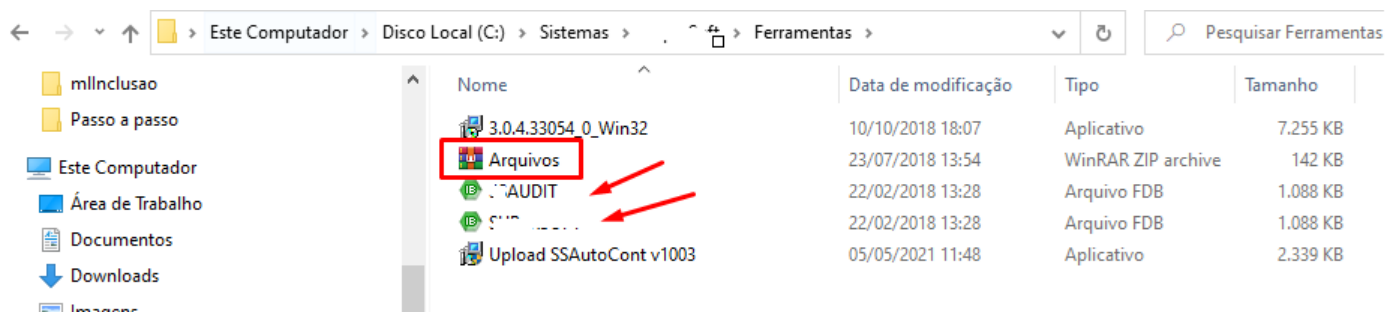 Este Computador > Disco Local (C:) > Sistemas > > Ferramentas > Pesquisar Ferramentas
mlInclusao
Passo a passo
Este Computador
Área de Trabalho
Documentos
Downloads
Imagens
Nome Data de modificação Tipo Tamanho
3.0.4.33054_0_Win32 10/10/2018 18:07 Aplicativo 7.255 KB
Arquivos 23/07/2018 13:54 WinRAR ZIP archive 142 KB
AUDIT 22/02/2018 13:28 Arquivo FDB 1.088 KB
22/02/2018 13:28 Arquivo FDB 1.088 KB
Upload SSAutoCont v1003 05/05/2021 11:48 Aplicativo 2.339 KB